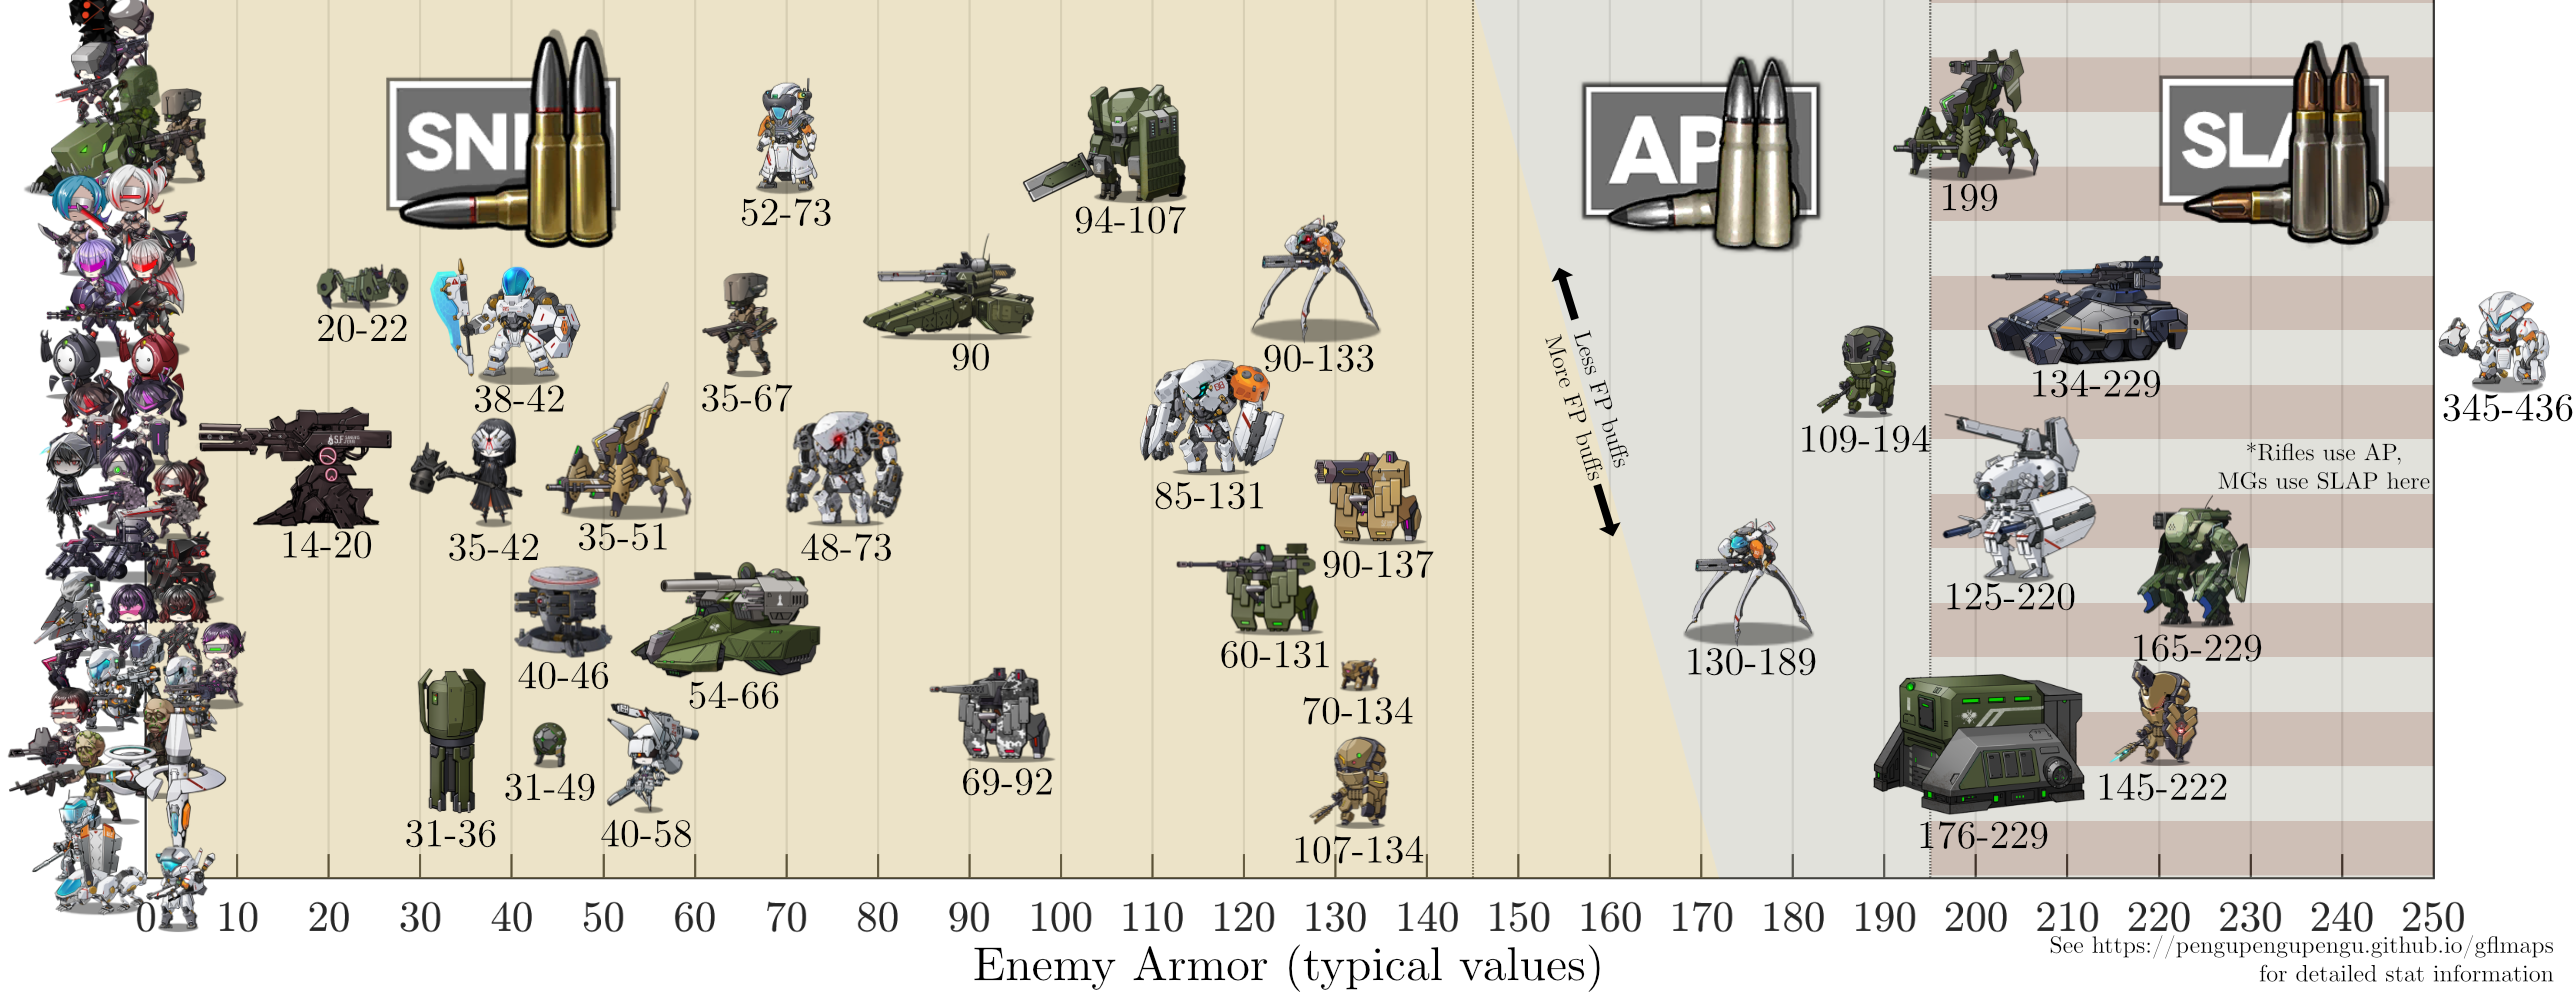 SNI
AP
SLA
52-73
94-107
199
20-22
38-42
35-67
90
90-133
134-229
345-436
Less FP buffs
More FP buffs
109-194
*Rifles use AP,
MGs use SLAP here
14-20
35-42
35-51
48-73
85-131
90-137
125-220
40-46
54-66
60-131
130-189
165-229
70-134
31-36
31-49
40-58
69-92
107-134
176-229
145-222
0 10 20 30 40 50 60 70 80 90 100 110 120 130 140 150 160 170 180 190 200 210 220 230 240 250
Enemy Armor (typical values)
See https://pengupengupengu.github.io/gflmaps
for detailed stat information